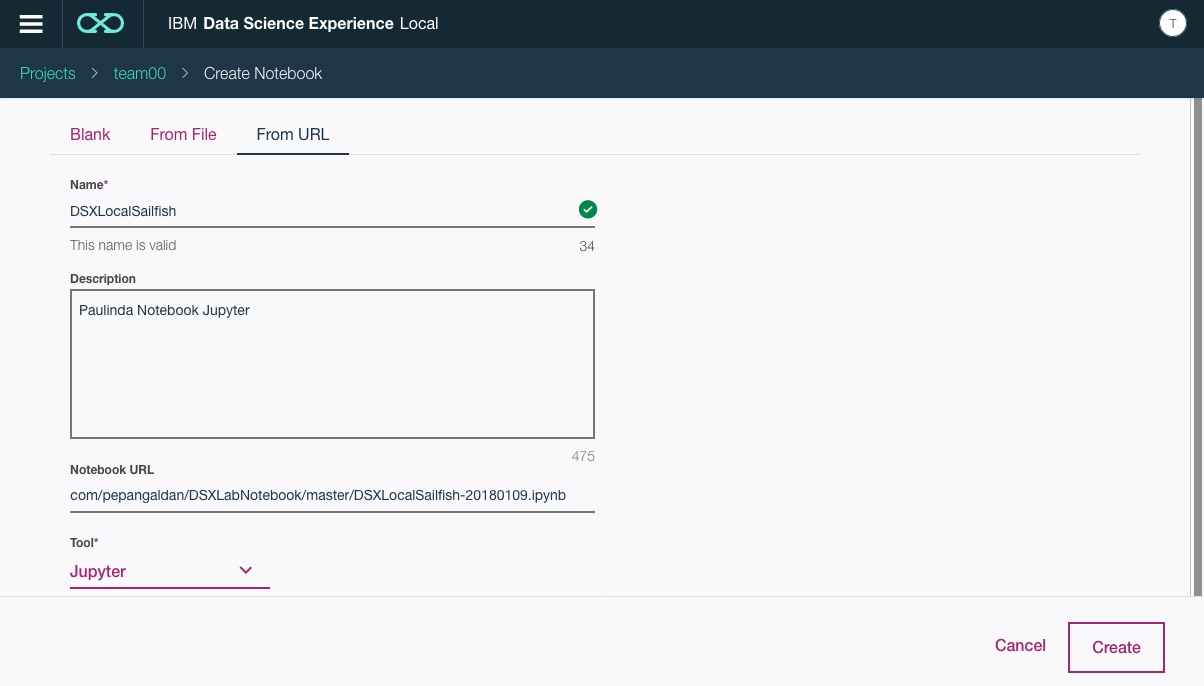 IBM Data Science Experience Local
T
Projects > team00 > Create Notebook
Blank From File From URL
Name*
DSXLocalSailfish
This name is valid 34
Description
Paulinda Notebook Jupyter
475
Notebook URL
com/pepangaldan/DSXLabNotebook/master/DSXLocalSailfish-20180109.ipynb
Tool*
Jupyter
Cancel Create